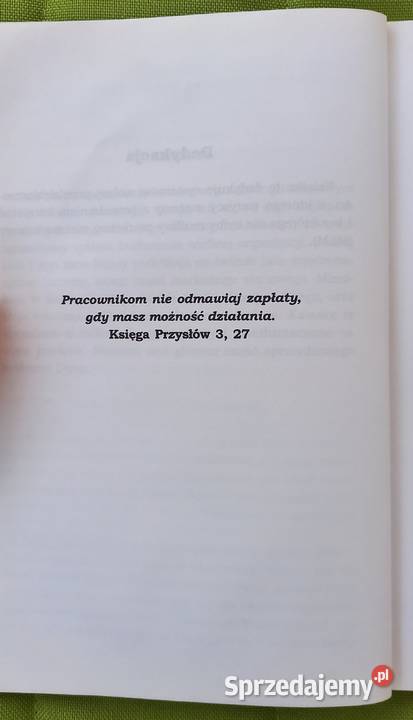 Pracownikom nie odmawiaj zapłaty,
gdy masz możność działania.
Księga Przysłów 3, 27
Sprzedajemy.pl